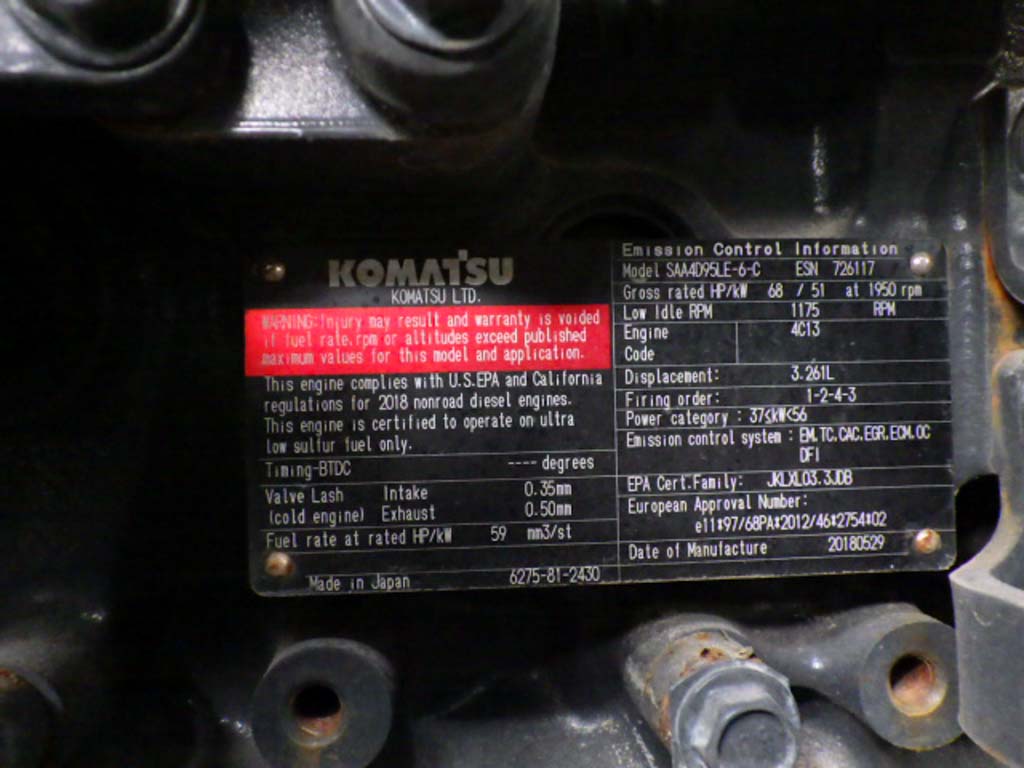 KOMATSU
KOMATSU LTD.
WARNING:Injury may result and warranty is voided
if fuel rate.rpm or altitudes exceed published
maximum values for this model and application.
This engine complies with U.S.EPA and California
regulations for 2018 nonroad diesel engines.
This engine is certified to operate on ultra
low sulfur fuel only.
Timing-BTDC ---- degrees
Valve Lash Intake 0.35mm
(cold engine) Exhaust 0.50mm
Fuel rate at rated HP/kW 59 mm3/st
Made in Japan 6275-81-2430
Emission Control Information
Model SAA4D95LE-6-C ESN 726117
Gross rated HP/kW 68 / 51 at 1950 rpm
Low Idle RPM 1175 RPM
Engine 4C13
Code
Displacement: 3.261L
Firing order: 1-2-4-3
Power category : 37≤kW<56
Emission control system : EM,TC,CAC,EGR,ECM,OC
DFI
EPA Cert.Family: JKLXL03.3JDB
European Approval Number:
e11*97/68PA*2012/46*2754*02
Date of Manufacture 20180529